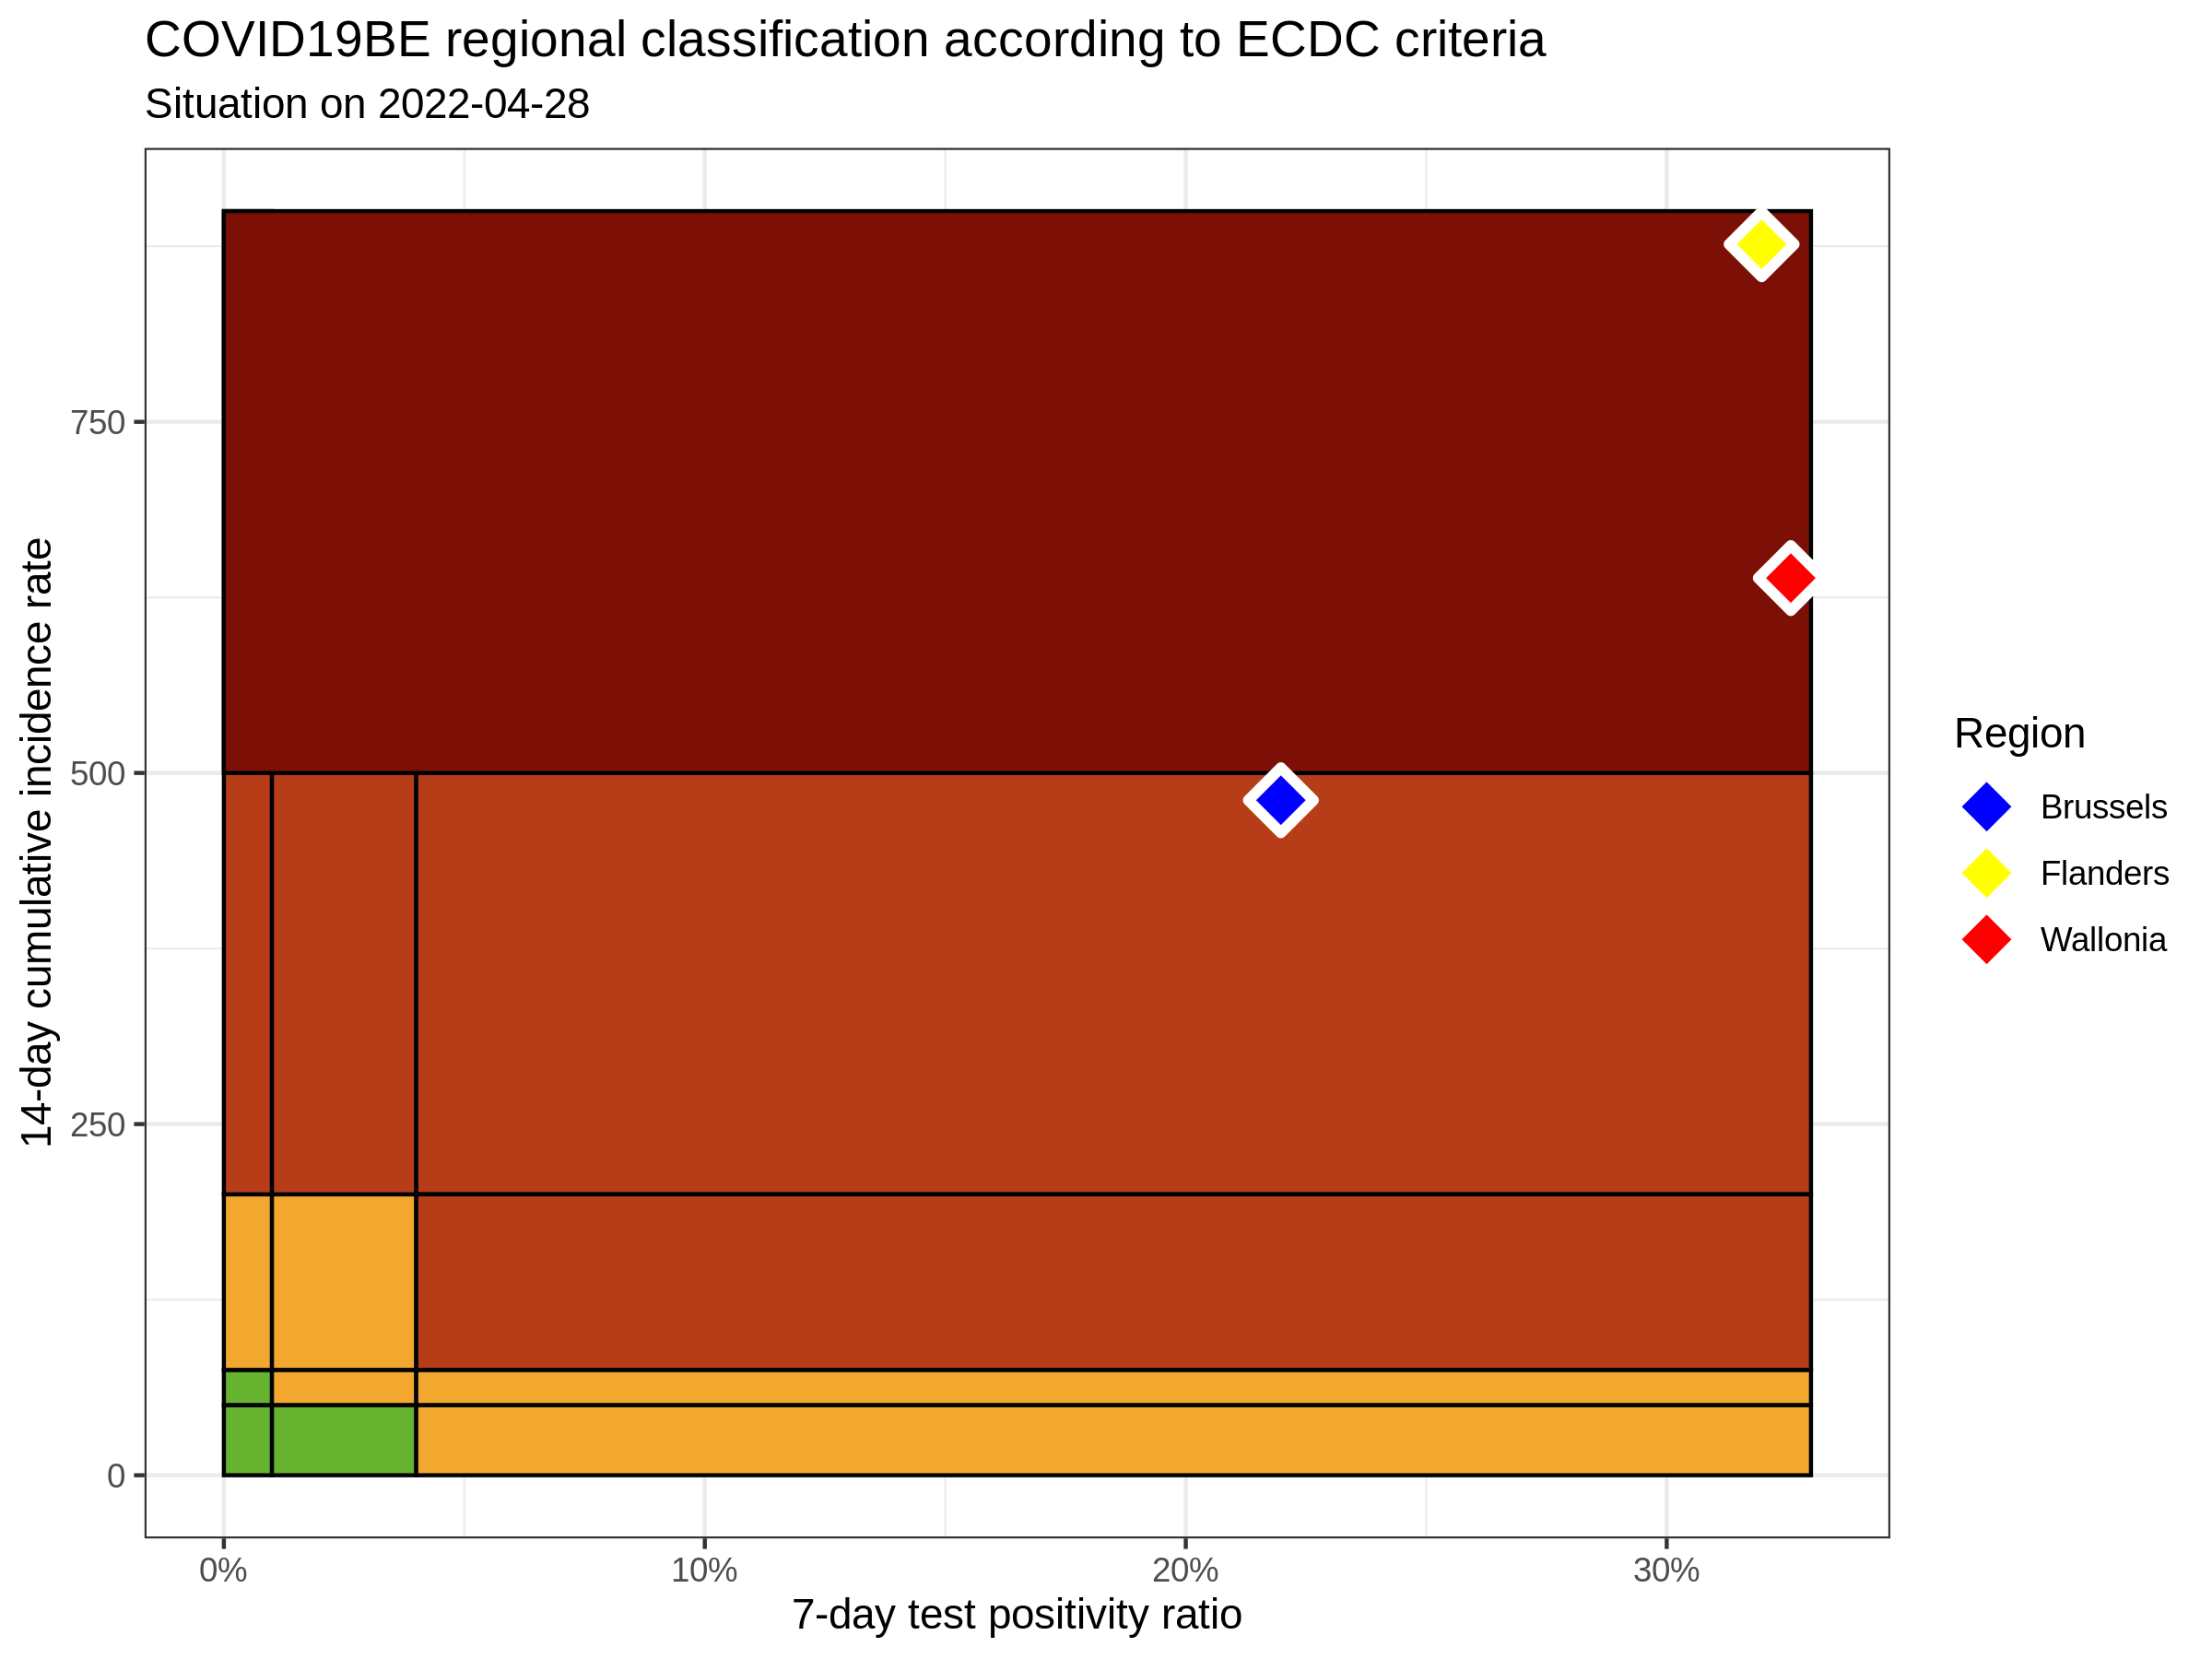 COVID19BE regional classification according to ECDC criteria
Situation on 2022-04-28
14-day cumulative incidence rate
750
500
250
0
0%
10%
20%
30%
7-day test positivity ratio
Region
Brussels
Flanders
Wallonia